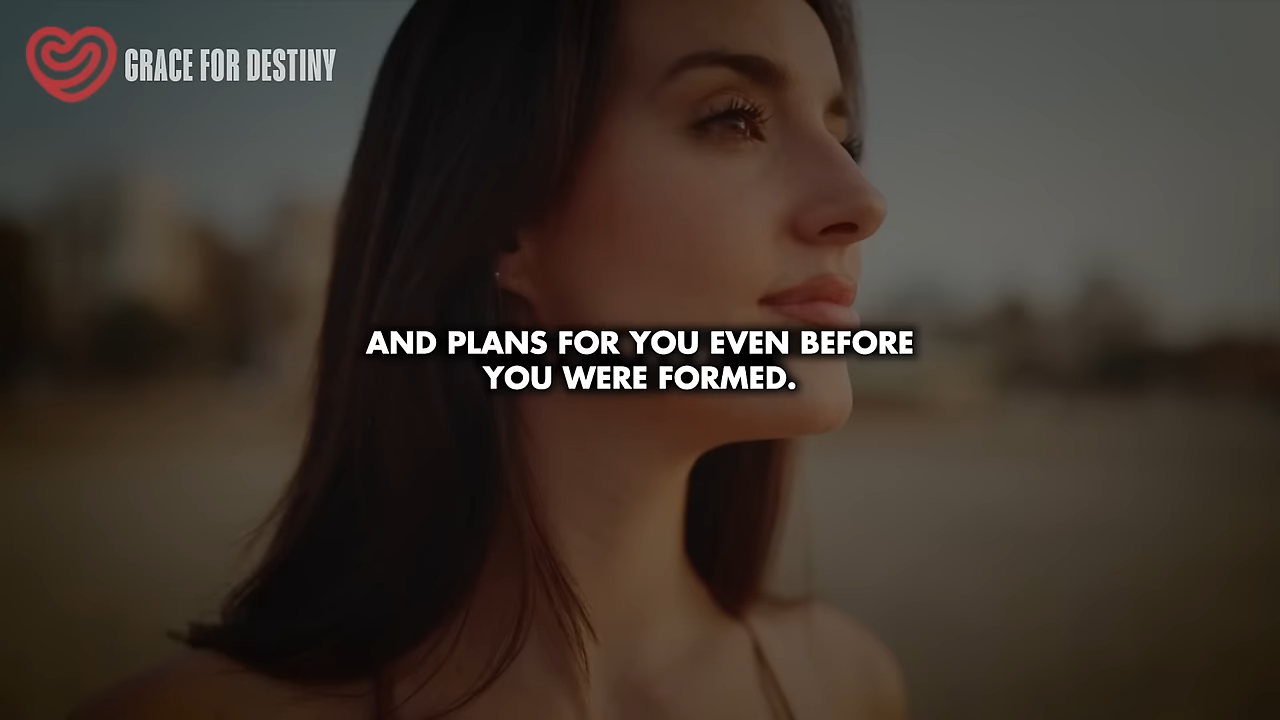 GRACE FOR DESTINY
AND PLANS FOR YOU EVEN BEFORE
YOU WERE FORMED.